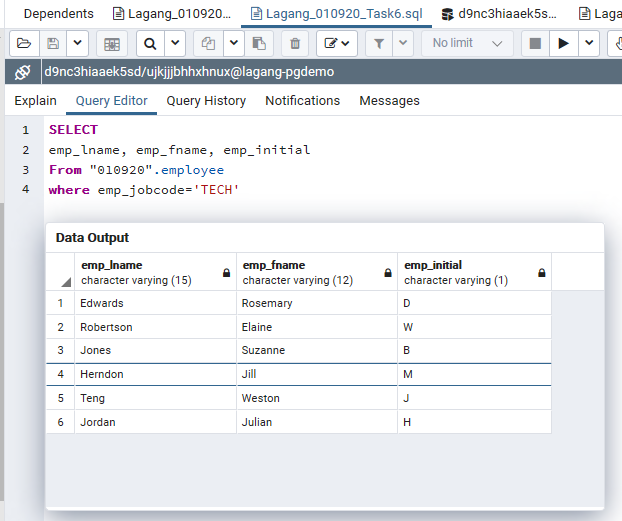 Dependents Lagang_010920... Lagang_010920_Task6.sql d9nc3hiaaek5s... Laga
No limit
d9nc3hiaaek5sd/ujkjjjbhhxhnux@lagang-pgdemo
Explain Query Editor Query History Notifications Messages
1 SELECT
2 emp_lname, emp_fname, emp_initial
3 From "010920".employee
4 where emp_jobcode='TECH'
Data Output
emp_lname emp_fname emp_initial
character varying (15) character varying (12) character varying (1)
1 Edwards Rosemary D
2 Robertson Elaine W
3 Jones Suzanne B
4 Herndon Jill M
5 Teng Weston J
6 Jordan Julian H